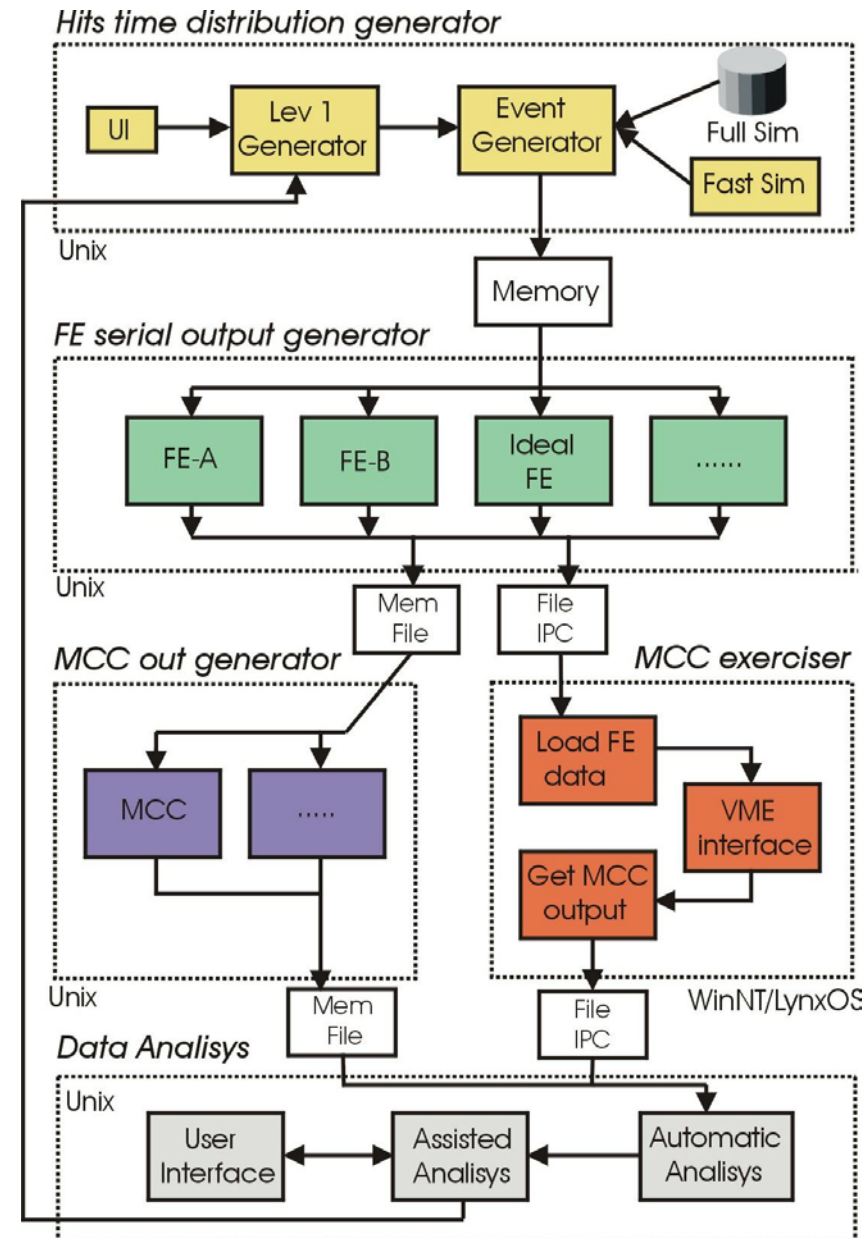 Hits time distribution generator
UI
Lev 1
Generator
Event
Generator
Full Sim
Fast Sim
Unix
Memory
FE serial output generator
FE-A
FE-B
Ideal
FE
......
Unix
Mem
File
File
IPC
MCC out generator
MCC exerciser
MCC
.....
Load FE
data
VME
interface
Get MCC
output
Unix
WinNT/LynxOS
Mem
File
File
IPC
Data Analisys
Unix
User
Interface
Assisted
Analisys
Automatic
Analisys